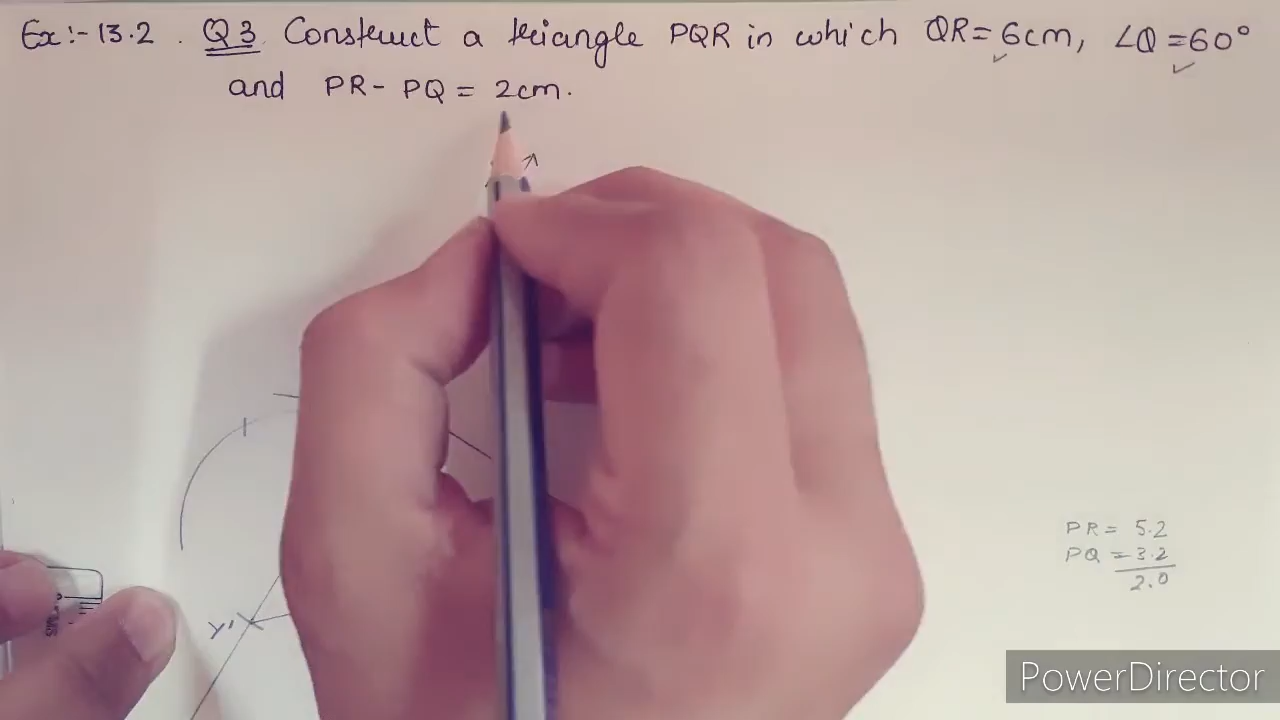 Ex:- 13.2. Q3. Construct a triangle PQR in which QR = 6cm, ∠Q = 60°
and PR - PQ = 2cm.
PR = 5.2
PQ = 3.2
2.0
Y'
PowerDirector